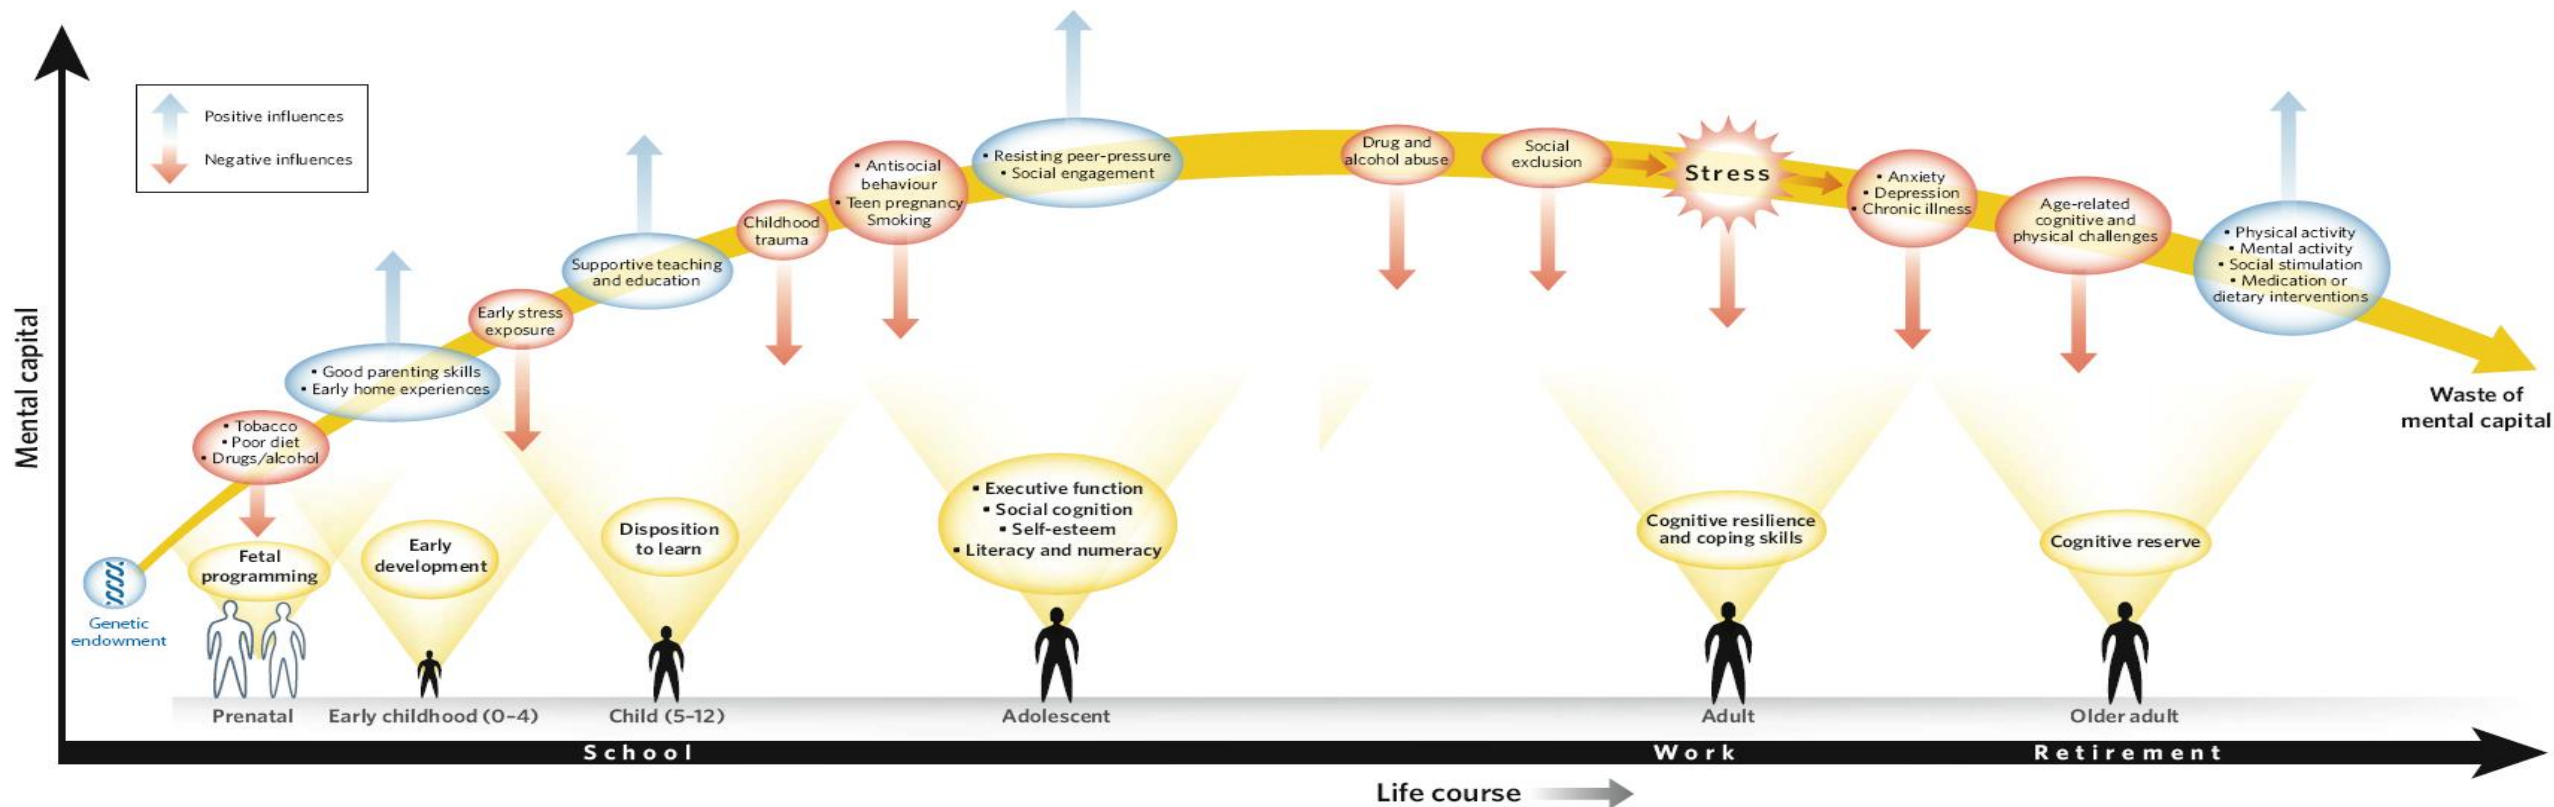 Mental capital
Positive influences
Negative influences
Genetic
endowment
• Tobacco
• Poor diet
• Drugs/alcohol
• Good parenting skills
• Early home experiences
Early stress
exposure
Supportive teaching
and education
Childhood
trauma
• Antisocial
behaviour
• Teen pregnancy
Smoking
• Resisting peer-pressure
• Social engagement
Drug and
alcohol abuse
Social
exclusion
Stress
• Anxiety
• Depression
• Chronic illness
Age-related
cognitive and
physical challenges
• Physical activity
• Mental activity
• Social stimulation
• Medication or
dietary interventions
Waste of
mental capital
Fetal
programming
Early
development
Disposition
to learn
▪ Executive function
▪ Social cognition
▪ Self-esteem
▪ Literacy and numeracy
Cognitive resilience
and coping skills
Cognitive reserve
Prenatal
Early childhood (0–4)
Child (5–12)
Adolescent
Adult
Older adult
School
Work
Retirement
Life course